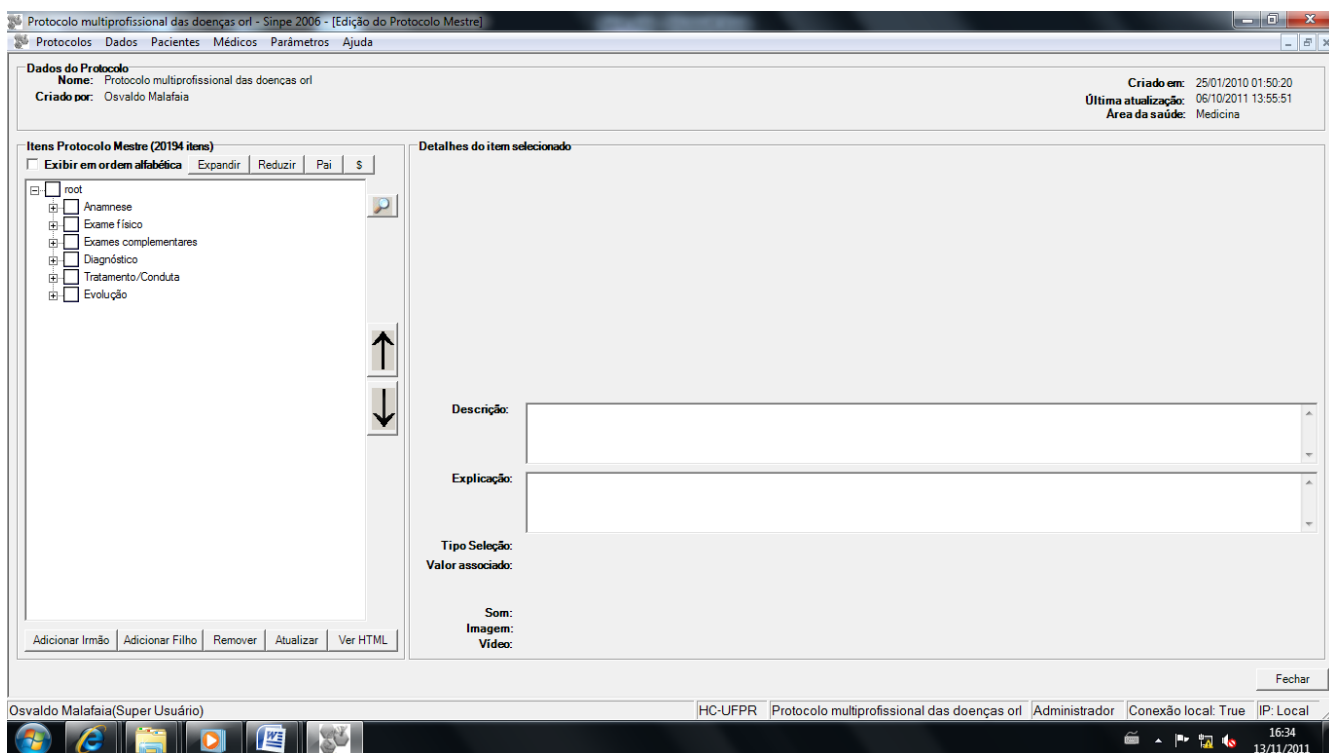 Protocolo multiprofissional das doenças orl - Sinpe 2006 - [Edição do Protocolo Mestre]
Protocolos Dados Pacientes Médicos Parâmetros Ajuda
Dados do Protocolo
Nome: Protocolo multiprofissional das doenças orl
Criado por: Osvaldo Malafaia
Criado em: 25/01/2010 01:50:20
Última atualização: 06/10/2011 13:55:51
Área da saúde: Medicina
Itens Protocolo Mestre (20194 itens)
Exibir em ordem alfabética Expandir Reduzir Pai $
root
Anamnese
Exame físico
Exames complementares
Diagnóstico
Tratamento/Conduta
Evolução
Adicionar Irmão Adicionar Filho Remover Atualizar Ver HTML
Detalhes do item selecionado
Descrição:
Explicação:
Tipo Seleção:
Valor associado:
Som:
Imagem:
Vídeo:
Fechar
Osvaldo Malafaia(Super Usuário) HC-UFPR Protocolo multiprofissional das doenças orl Administrador Conexão local: True IP: Local
16:34
13/11/2011